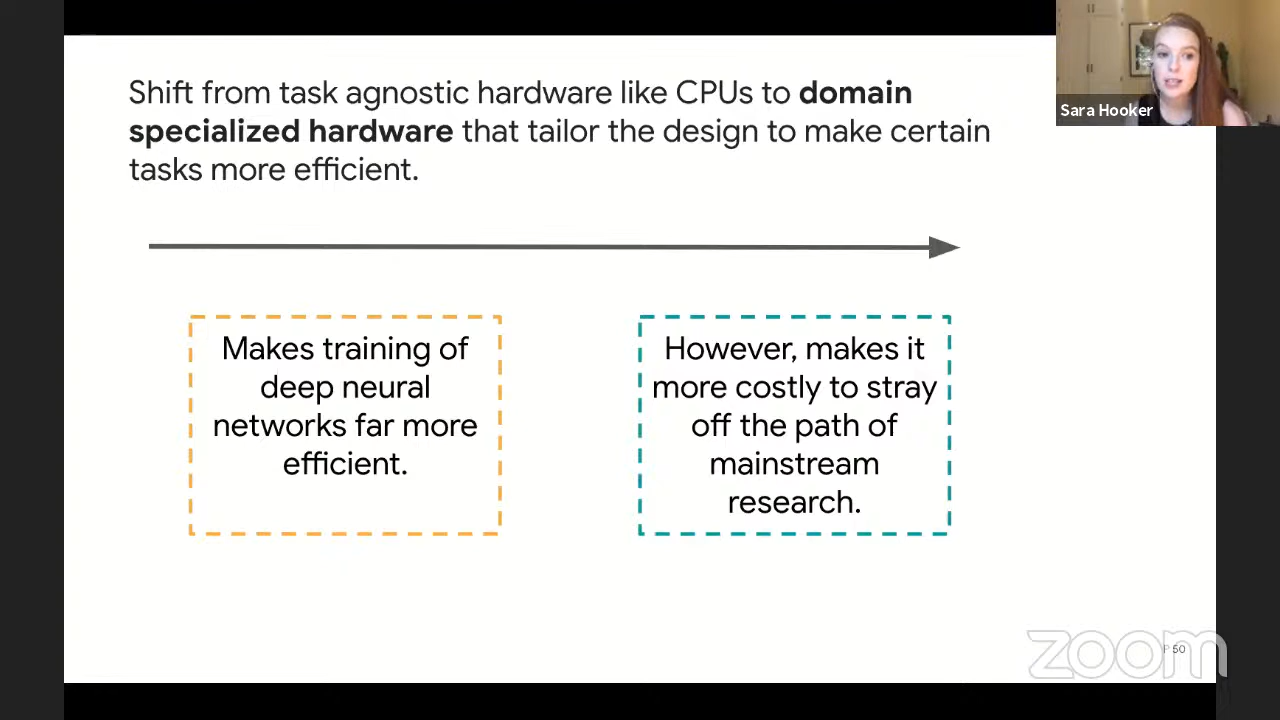 Shift from task agnostic hardware like CPUs to domain
specialized hardware that tailor the design to make certain
tasks more efficient.
Sara Hooker
Makes training of
deep neural
networks far more
efficient.
However, makes it
more costly to stray
off the path of
mainstream
research.
zoom
P 50